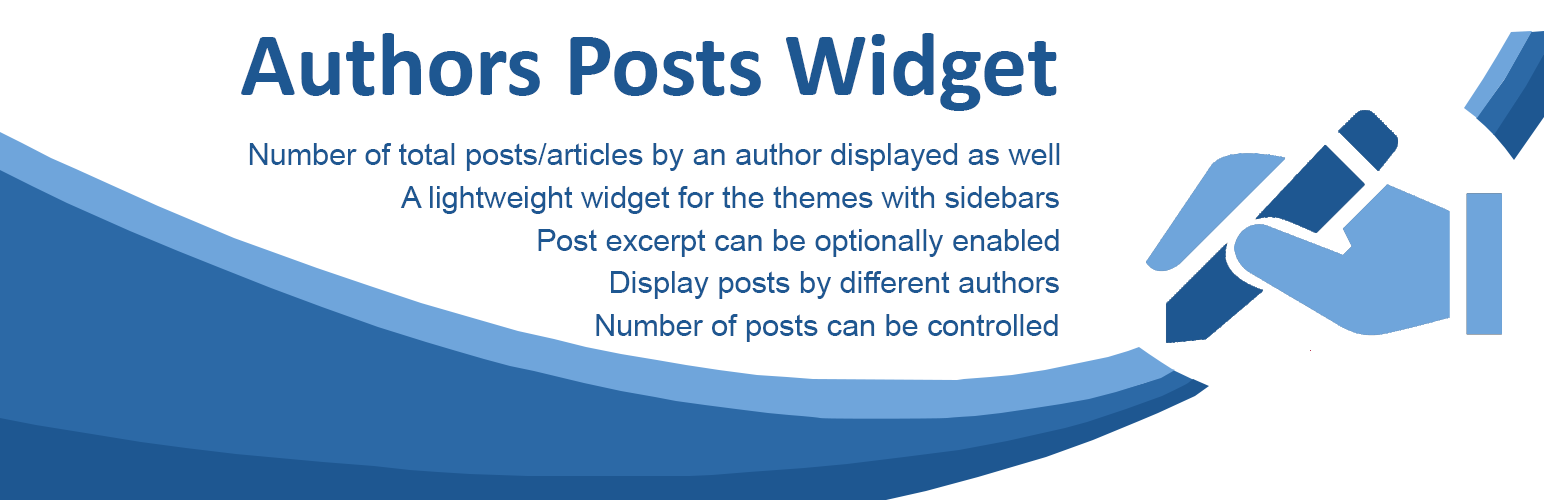 Authors Posts Widget
Number of total posts/articles by an author displayed as well
A lightweight widget for the themes with sidebars
Post excerpt can be optionally enabled
Display posts by different authors
Number of posts can be controlled